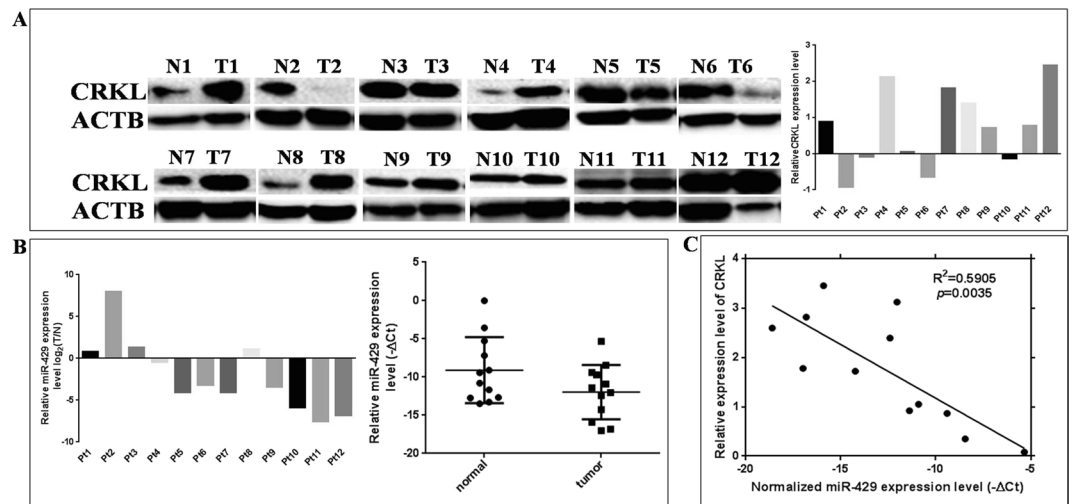 A
N1 T1 N2 T2 N3 T3 N4 T4 N5 T5 N6 T6
CRKL
ACTB
N7 T7 N8 T8 N9 T9 N10 T10 N11 T11 N12 T12
CRKL
ACTB
Relative CRKL expression level
3
2
1
0
-1
Pt1 Pt2 Pt3 Pt4 Pt5 Pt6 Pt7 Pt8 Pt9 Pt10 Pt11 Pt12
B
Relative miR-429 expression
level log2(T/N)
10
5
0
-5
-10
Pt1 Pt2 Pt3 Pt4 Pt5 Pt6 Pt7 Pt8 Pt9 Pt10 Pt11 Pt12
Relative miR-429 expression
level (-ΔCt)
5
0
-5
-10
-15
-20
normal tumor
C
Relative expression level of CRKL
4
3
2
1
0
R²=0.5905
p=0.0035
-20 -15 -10 -5
Normalized miR-429 expression level (-ΔCt)